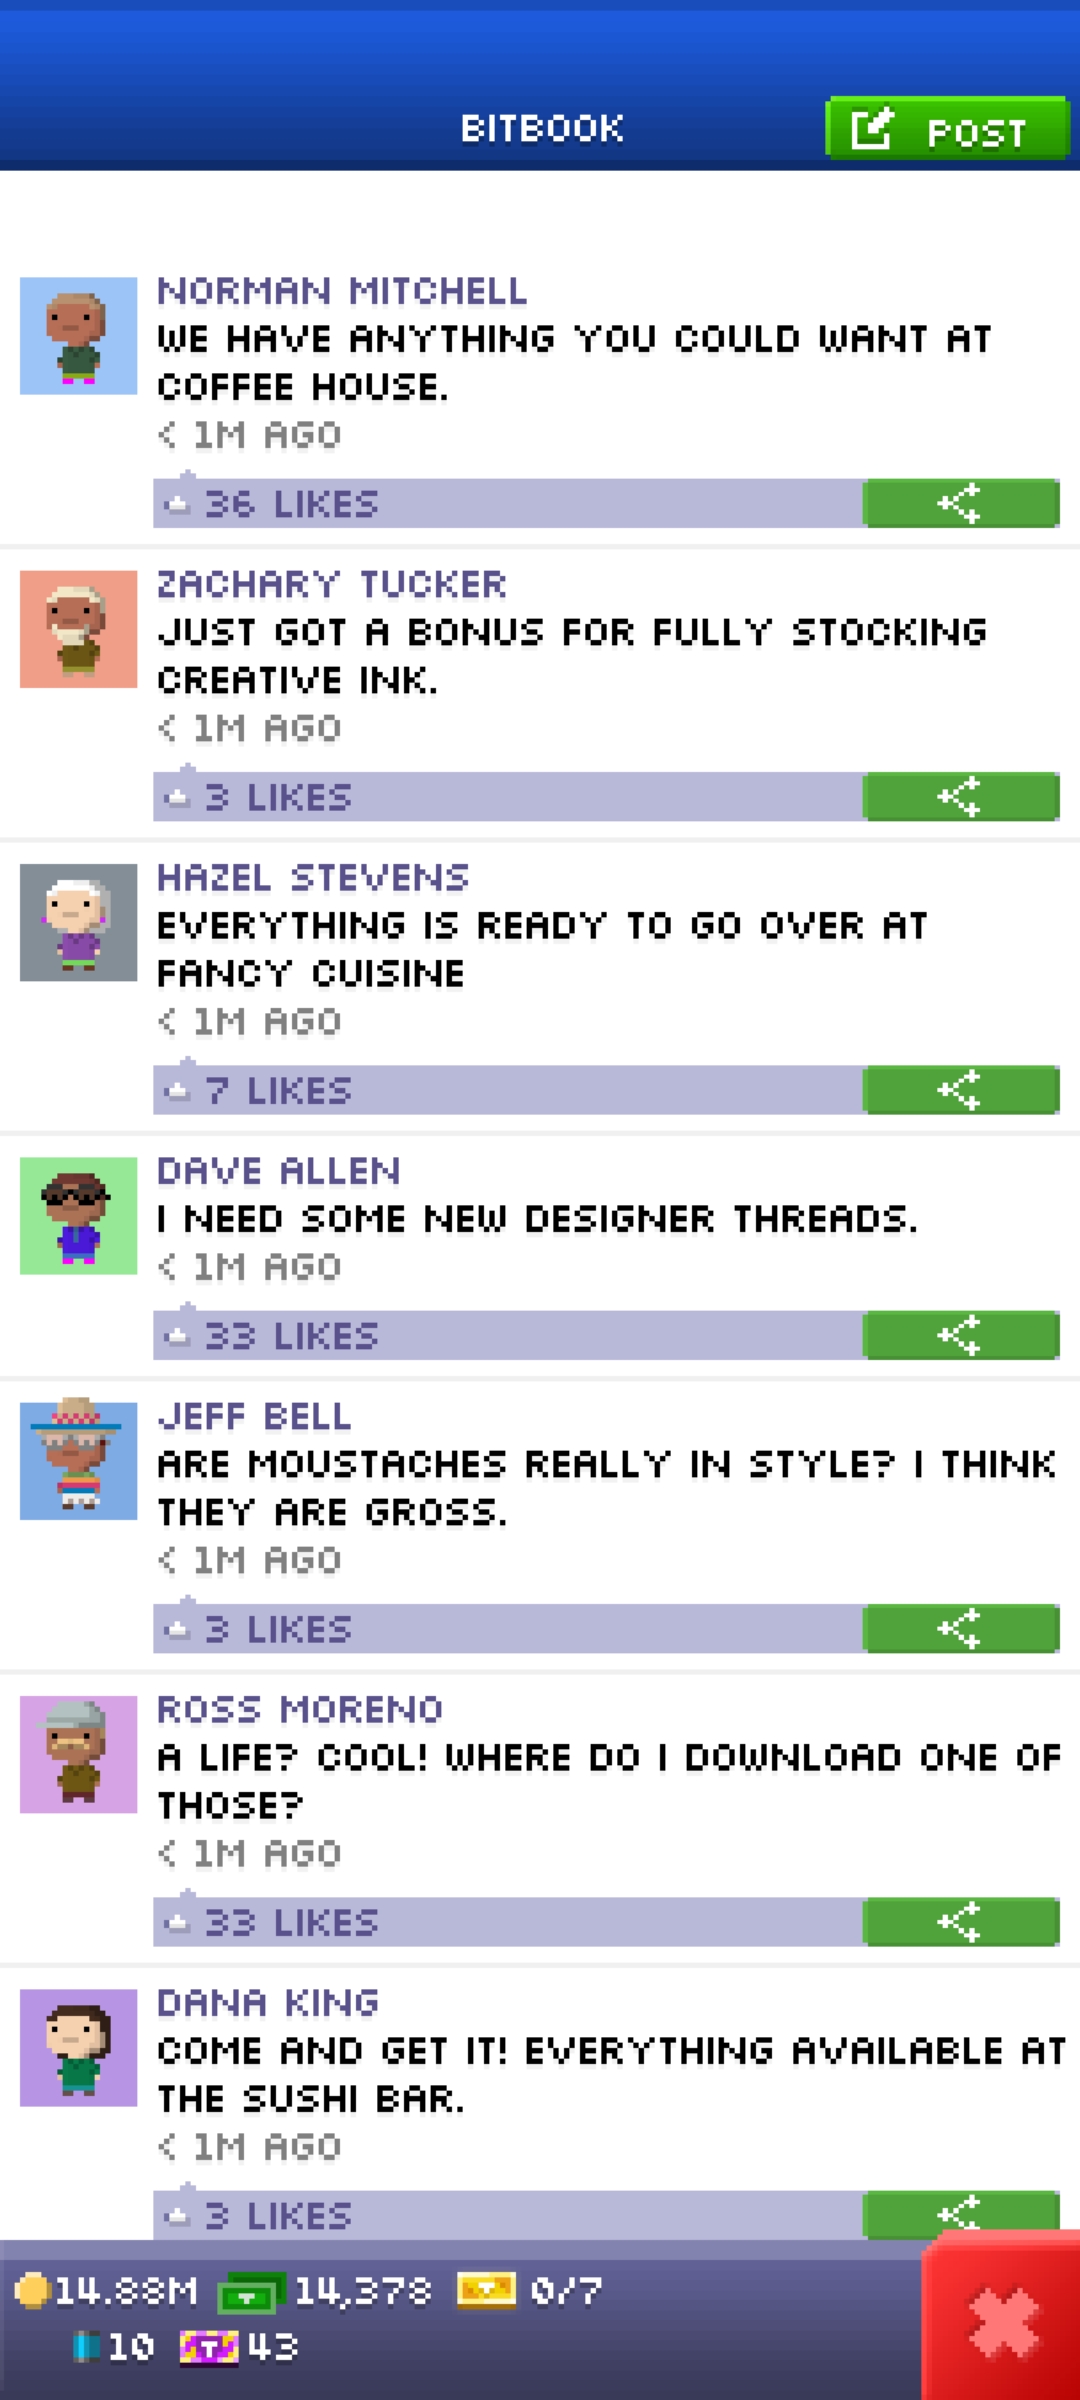 BITBOOK
POST
NORMAN MITCHELL
WE HAVE ANYTHING YOU COULD WANT AT
COFFEE HOUSE.
< 1M AGO
36 LIKES
ZACHARY TUCKER
JUST GOT A BONUS FOR FULLY STOCKING
CREATIVE INK.
< 1M AGO
3 LIKES
HAZEL STEVENS
EVERYTHING IS READY TO GO OVER AT
FANCY CUISINE
< 1M AGO
7 LIKES
DAVE ALLEN
I NEED SOME NEW DESIGNER THREADS.
< 1M AGO
33 LIKES
JEFF BELL
ARE MOUSTACHES REALLY IN STYLE? I THINK
THEY ARE GROSS.
< 1M AGO
3 LIKES
ROSS MORENO
A LIFE? COOL! WHERE DO I DOWNLOAD ONE OF
THOSE?
< 1M AGO
33 LIKES
DANA KING
COME AND GET IT! EVERYTHING AVAILABLE AT
THE SUSHI BAR.
< 1M AGO
3 LIKES
14.88M 14,378 0/7
10 T 43